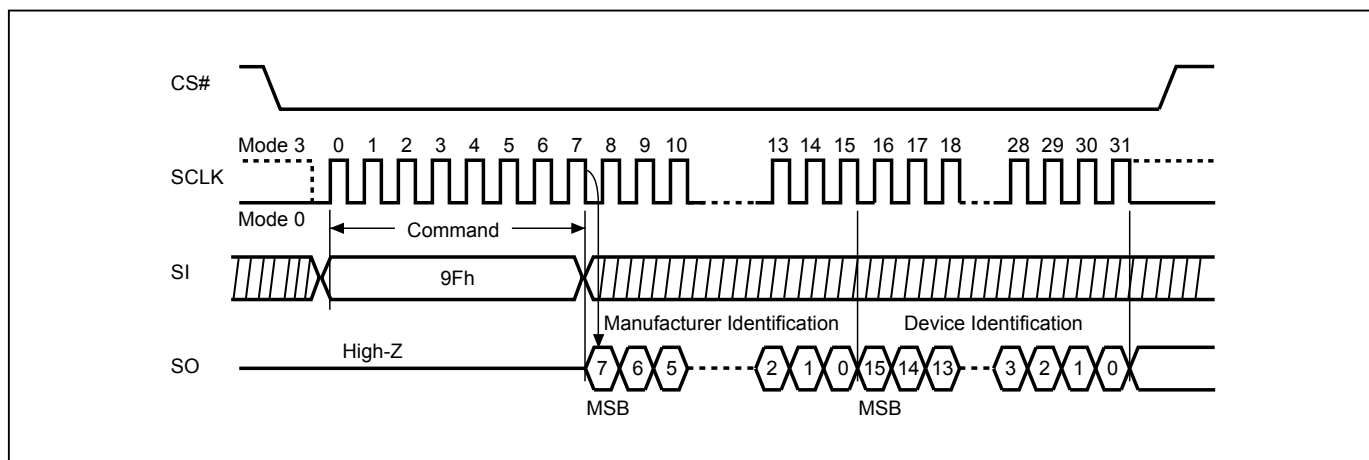 CS#
Mode 3 0 1 2 3 4 5 6 7 8 9 10 13 14 15 16 17 18 28 29 30 31
SCLK
Mode 0
Command
SI
9Fh
Manufacturer Identification Device Identification
High-Z
SO
7 6 5 2 1 0 15 14 13 3 2 1 0
MSB MSB